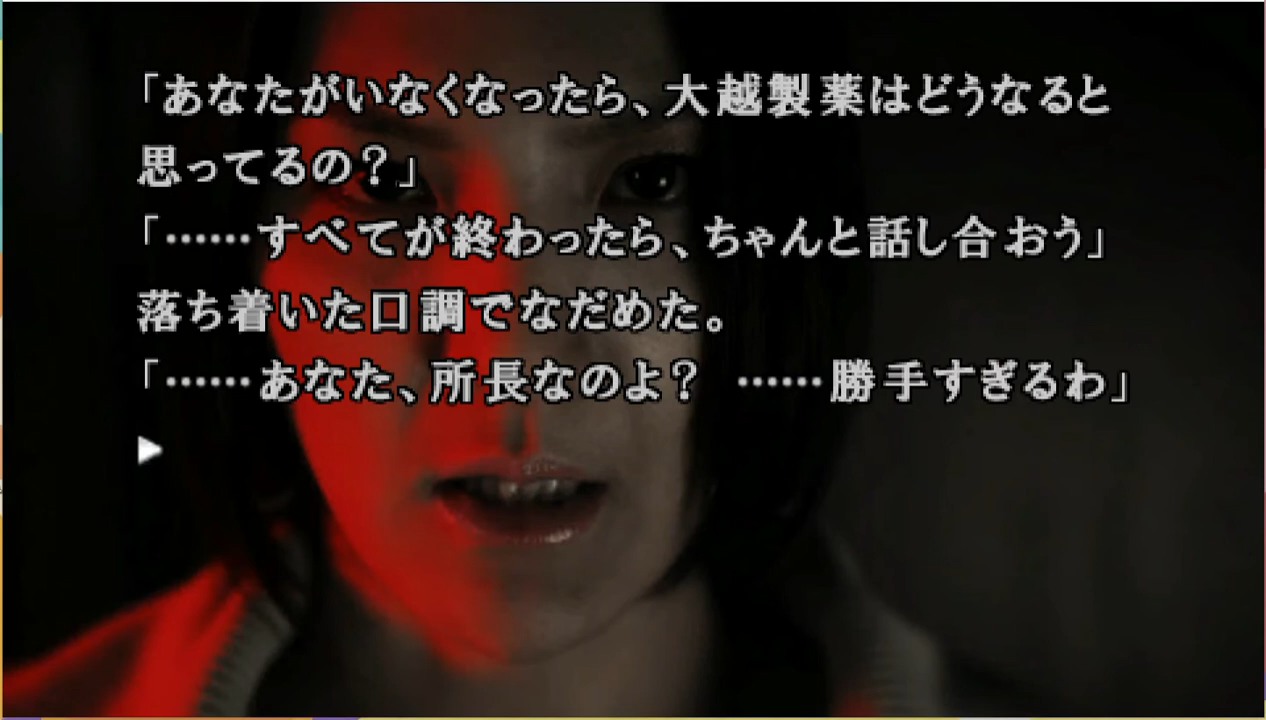 「あなたがいなくなったら、大越製薬はどうなると
思ってるの？」
「……すべてが終わったら、ちゃんと話し合おう」
落ち着いた口調でなだめた。
「……あなた、所長なのよ？　……勝手すぎるわ」